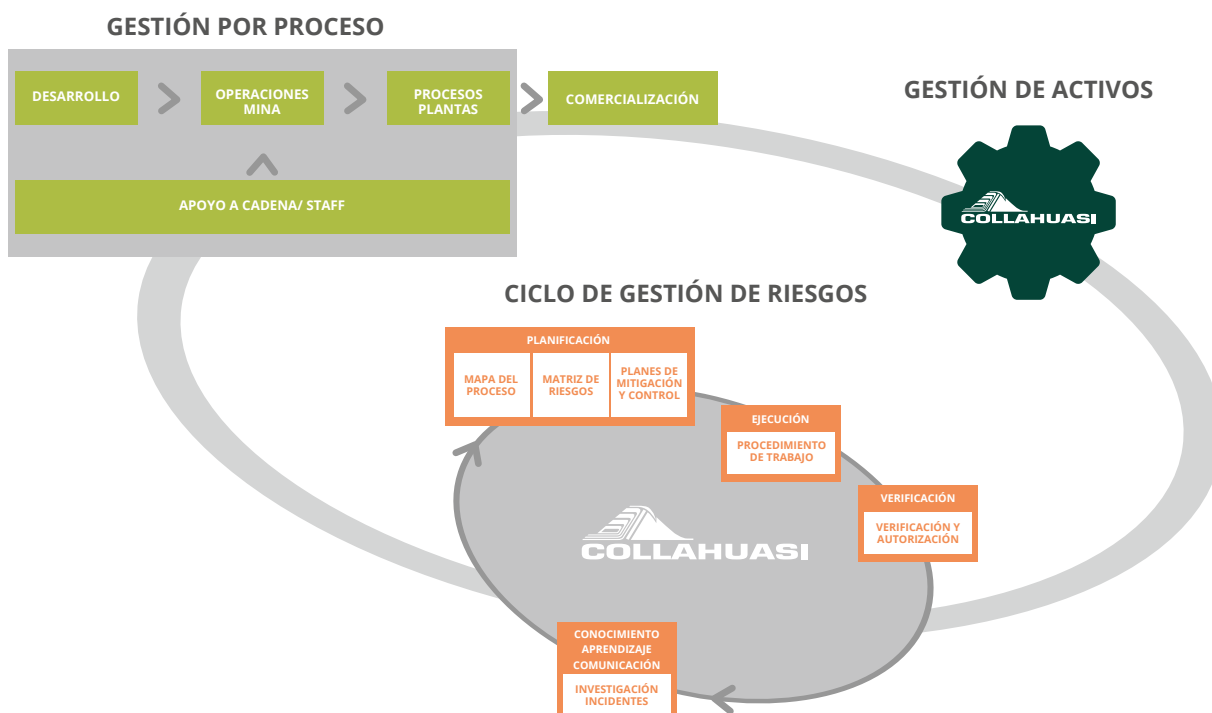 GESTIÓN POR PROCESO
DESARROLLO
OPERACIONES
MINA
PROCESOS
PLANTAS
COMERCIALIZACIÓN
APOYO A CADENA/ STAFF
GESTIÓN DE ACTIVOS
COLLAHUASI
CICLO DE GESTIÓN DE RIESGOS
PLANIFICACIÓN
MAPA DEL
PROCESO
MATRIZ DE
RIESGOS
PLANES DE
MITIGACIÓN
Y CONTROL
EJECUCIÓN
PROCEDIMIENTO
DE TRABAJO
VERIFICACIÓN
VERIFICACIÓN Y
AUTORIZACIÓN
COLLAHUASI
CONOCIMIENTO
APRENDIZAJE
COMUNICACIÓN
INVESTIGACIÓN
INCIDENTES